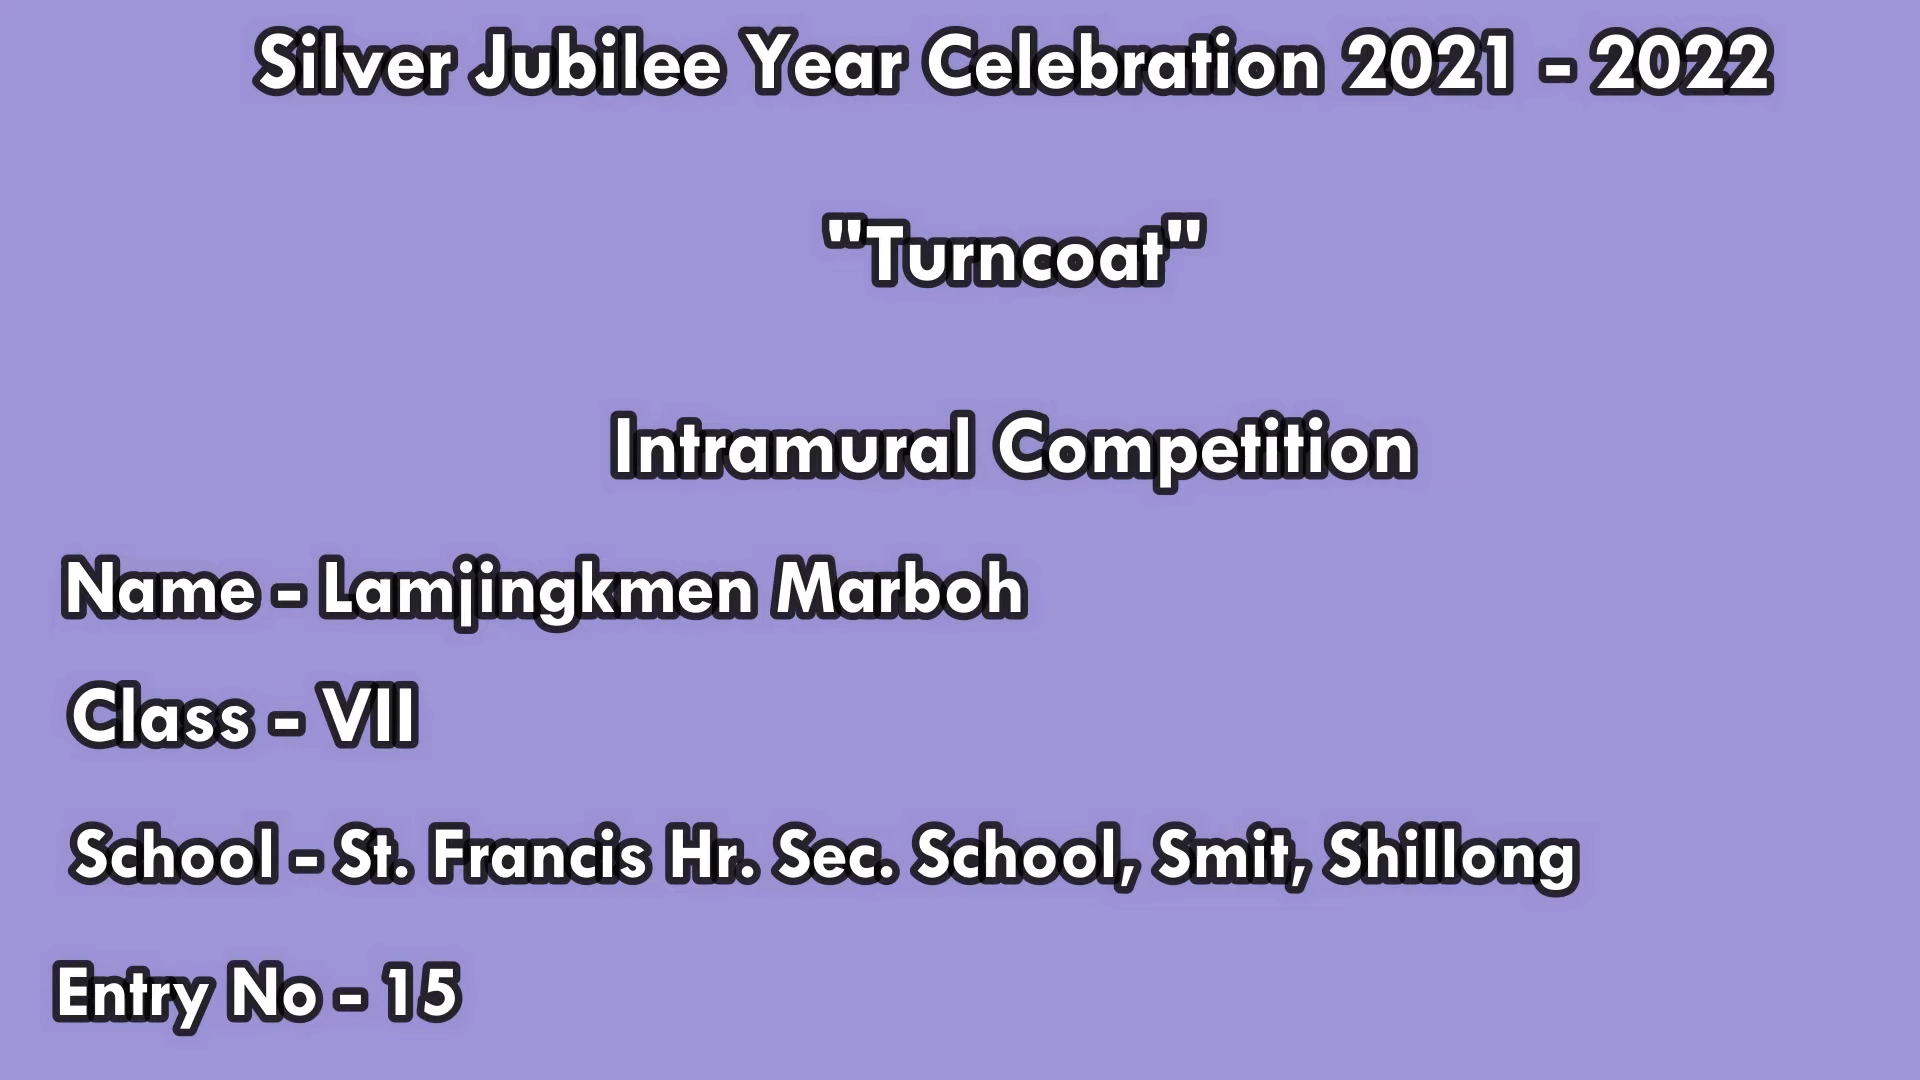 Silver Jubilee Year Celebration 2021 - 2022
"Turncoat"
Intramural Competition
Name - Lamjingkmen Marboh
Class - VII
School - St. Francis Hr. Sec. School, Smit, Shillong
Entry No - 15